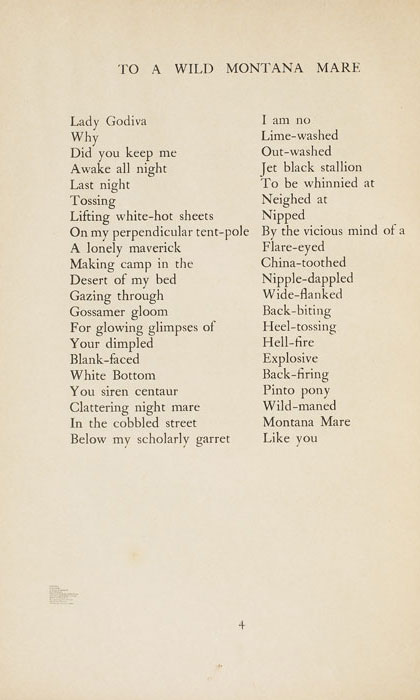 TO A WILD MONTANA MARE
Lady Godiva
Why
Did you keep me
Awake all night
Last night
Tossing
Lifting white-hot sheets
On my perpendicular tent-pole
A lonely maverick
Making camp in the
Desert of my bed
Gazing through
Gossamer gloom
For glowing glimpses of
Your dimpled
Blank-faced
White Bottom
You siren centaur
Clattering night mare
In the cobbled street
Below my scholarly garret
I am no
Lime-washed
Out-washed
Jet black stallion
To be whinnied at
Neighed at
Nipped
By the vicious mind of a
Flare-eyed
China-toothed
Nipple-dappled
Wide-flanked
Back-biting
Heel-tossing
Hell-fire
Explosive
Back-firing
Pinto pony
Wild-maned
Montana Mare
Like you
4